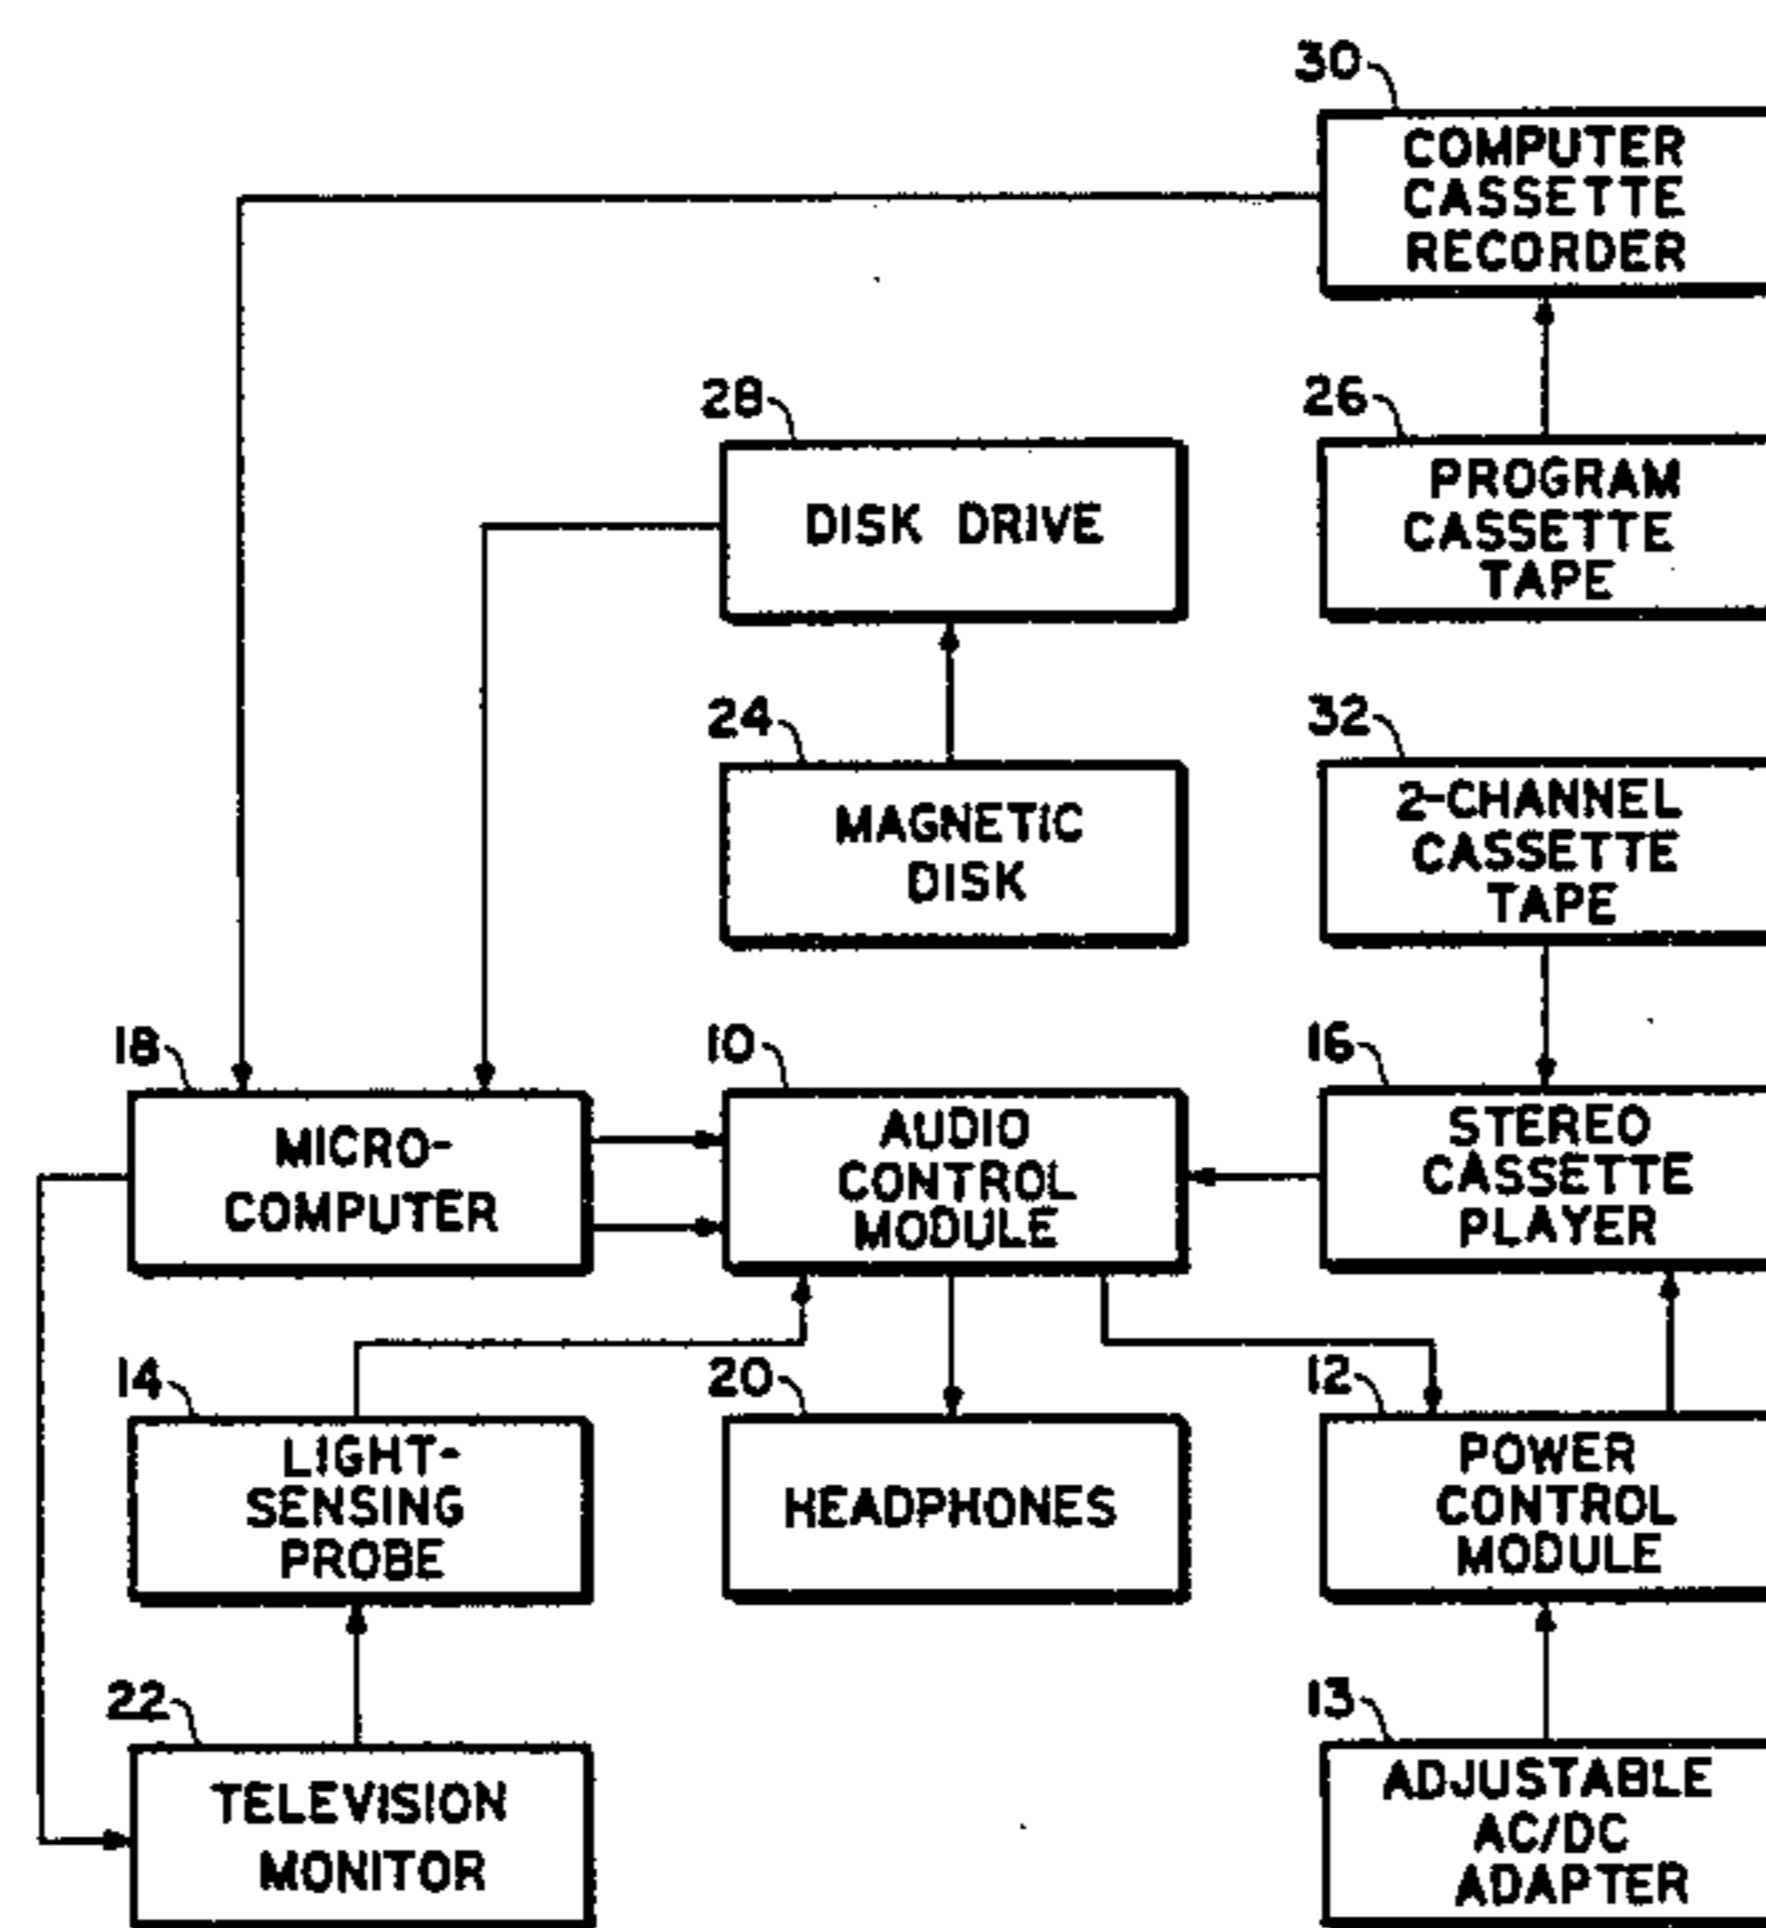 30
COMPUTER
CASSETTE
RECORDER
28
DISK DRIVE
26
PROGRAM
CASSETTE
TAPE
24
MAGNETIC
DISK
32
2-CHANNEL
CASSETTE
TAPE
18
MICRO-
COMPUTER
10
AUDIO
CONTROL
MODULE
16
STEREO
CASSETTE
PLAYER
14
LIGHT-
SENSING
PROBE
20
HEADPHONES
12
POWER
CONTROL
MODULE
22
TELEVISION
MONITOR
13
ADJUSTABLE
AC/DC
ADAPTER